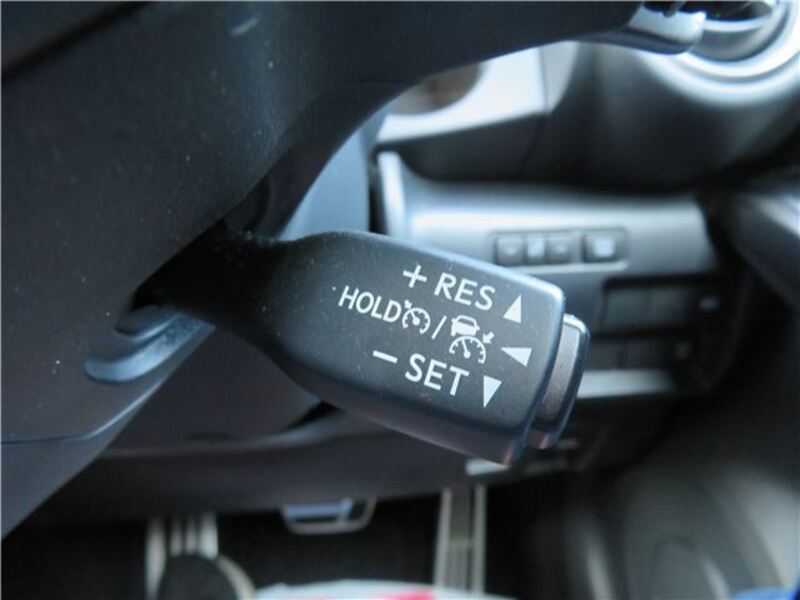 + RES
HOLD /
- SET